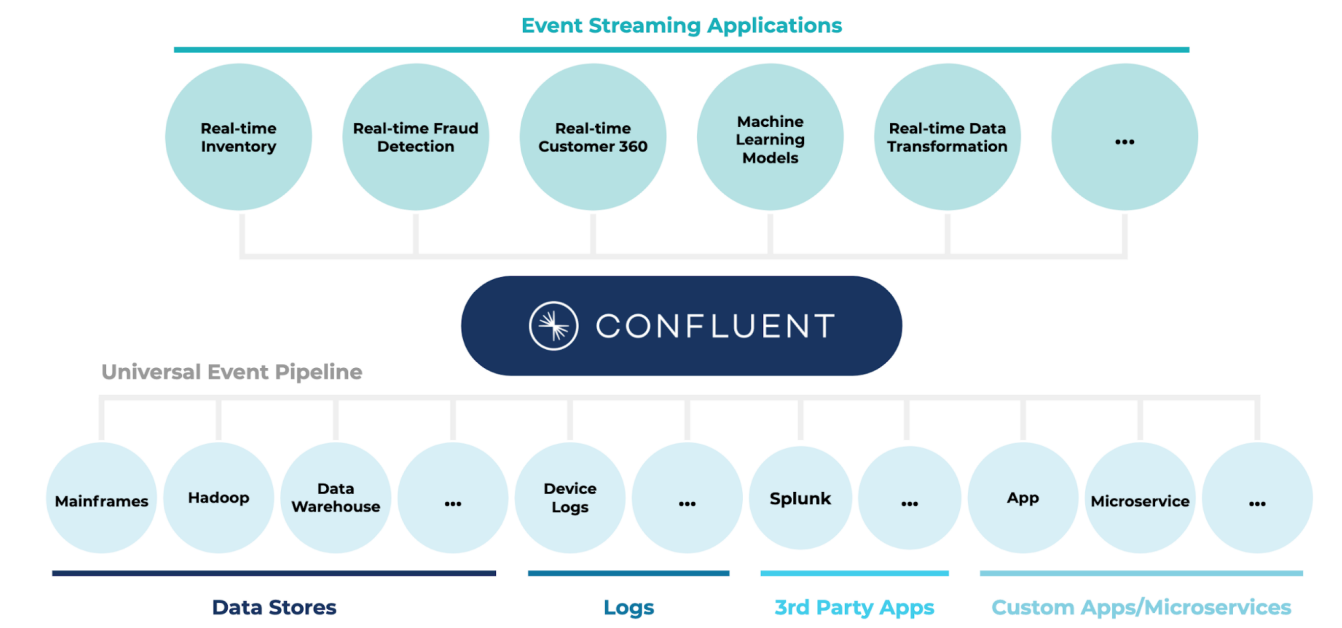 Event Streaming Applications
Real-time
Inventory
Real-time Fraud
Detection
Real-time
Customer 360
Machine
Learning
Models
Real-time Data
Transformation
...
CONFLUENT
Universal Event Pipeline
Mainframes
Hadoop
Data
Warehouse
...
Device
Logs
...
Splunk
...
App
Microservice
...
Data Stores
Logs
3rd Party Apps
Custom Apps/Microservices